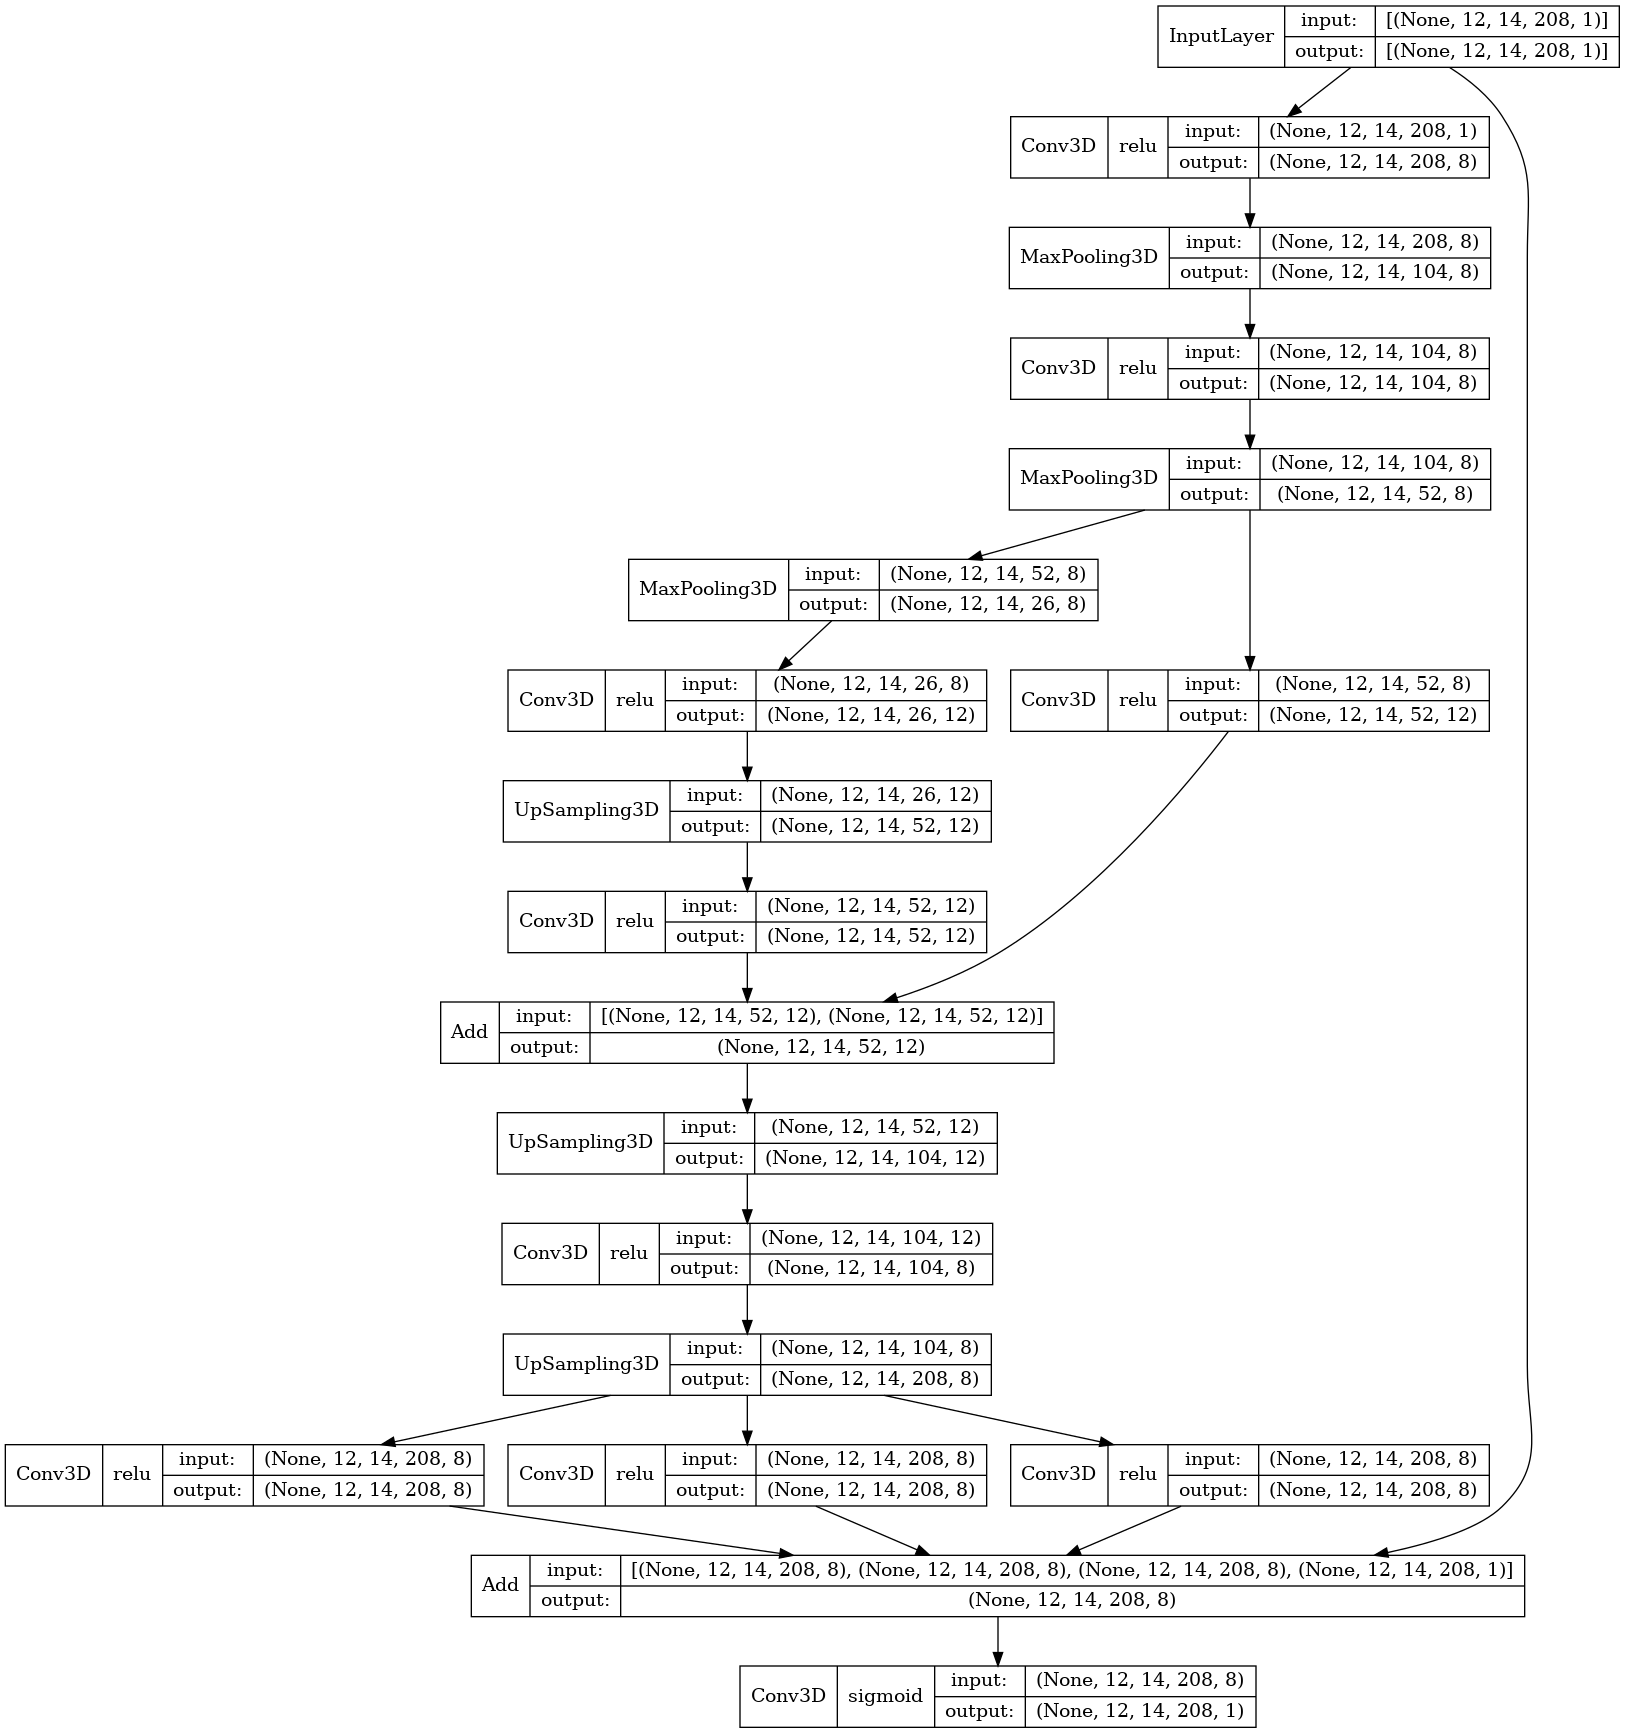 InputLayer input: [(None, 12, 14, 208, 1)]
output: [(None, 12, 14, 208, 1)]
Conv3D relu input: (None, 12, 14, 208, 1)
output: (None, 12, 14, 208, 8)
MaxPooling3D input: (None, 12, 14, 208, 8)
output: (None, 12, 14, 104, 8)
Conv3D relu input: (None, 12, 14, 104, 8)
output: (None, 12, 14, 104, 8)
MaxPooling3D input: (None, 12, 14, 104, 8)
output: (None, 12, 14, 52, 8)
MaxPooling3D input: (None, 12, 14, 52, 8)
output: (None, 12, 14, 26, 8)
Conv3D relu input: (None, 12, 14, 26, 8)
output: (None, 12, 14, 26, 12)
Conv3D relu input: (None, 12, 14, 52, 8)
output: (None, 12, 14, 52, 12)
UpSampling3D input: (None, 12, 14, 26, 12)
output: (None, 12, 14, 52, 12)
Conv3D relu input: (None, 12, 14, 52, 12)
output: (None, 12, 14, 52, 12)
Add input: [(None, 12, 14, 52, 12), (None, 12, 14, 52, 12)]
output: (None, 12, 14, 52, 12)
UpSampling3D input: (None, 12, 14, 52, 12)
output: (None, 12, 14, 104, 12)
Conv3D relu input: (None, 12, 14, 104, 12)
output: (None, 12, 14, 104, 8)
UpSampling3D input: (None, 12, 14, 104, 8)
output: (None, 12, 14, 208, 8)
Conv3D relu input: (None, 12, 14, 208, 8)
output: (None, 12, 14, 208, 8)
Conv3D relu input: (None, 12, 14, 208, 8)
output: (None, 12, 14, 208, 8)
Conv3D relu input: (None, 12, 14, 208, 8)
output: (None, 12, 14, 208, 8)
Add input: [(None, 12, 14, 208, 8), (None, 12, 14, 208, 8), (None, 12, 14, 208, 8), (None, 12, 14, 208, 1)]
output: (None, 12, 14, 208, 8)
Conv3D sigmoid input: (None, 12, 14, 208, 8)
output: (None, 12, 14, 208, 1)